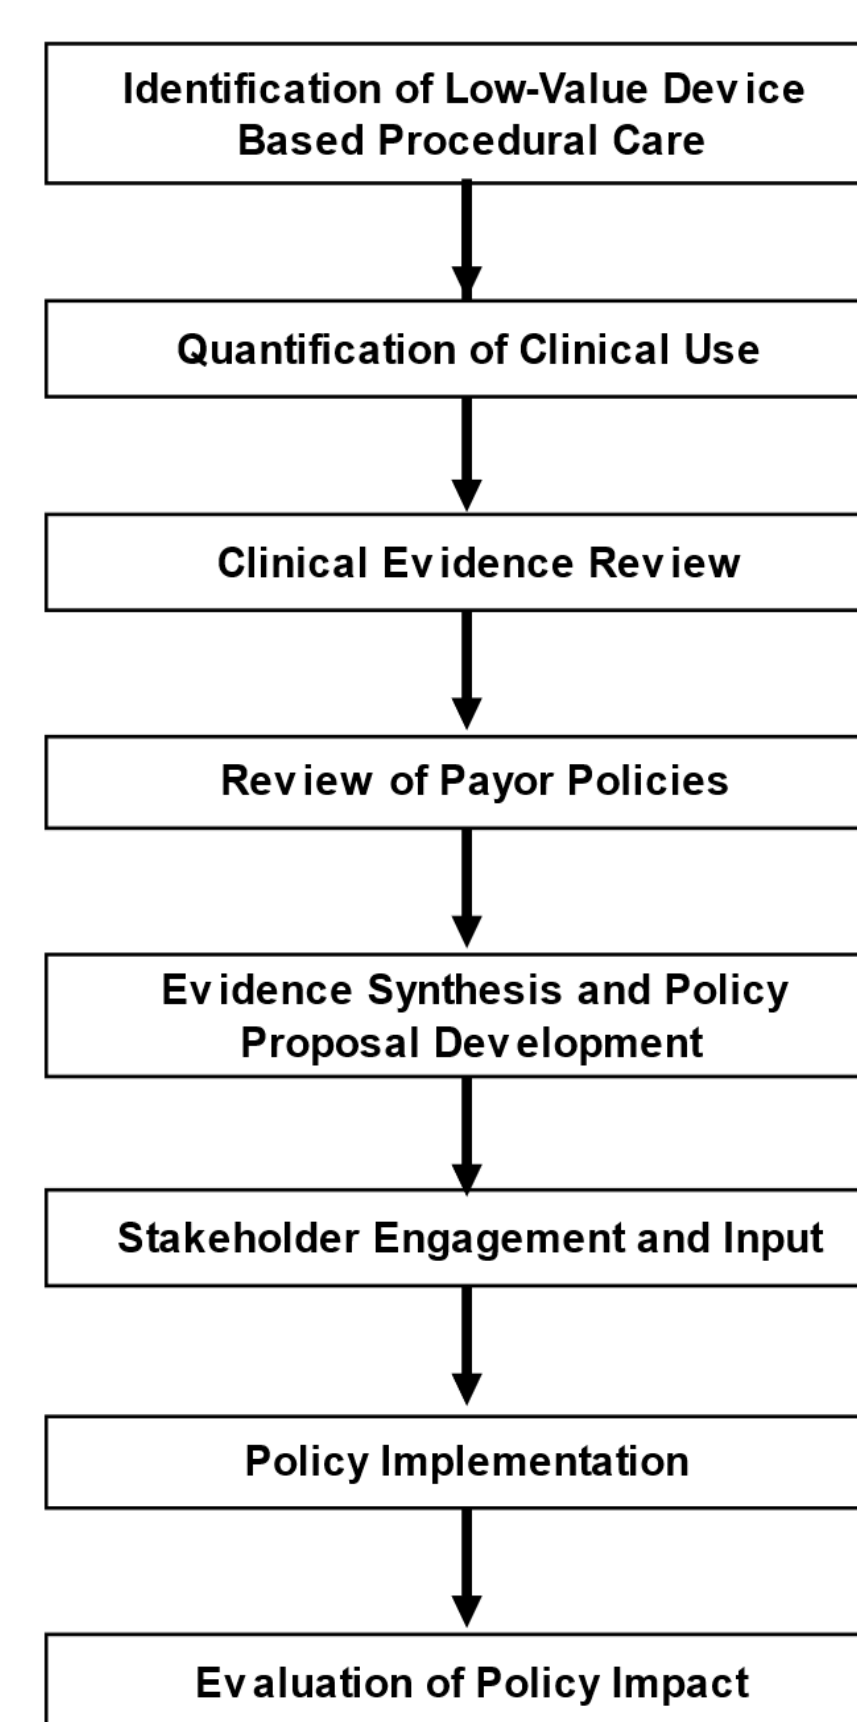 Identification of Low-Value Device
Based Procedural Care
Quantification of Clinical Use
Clinical Evidence Review
Review of Payor Policies
Evidence Synthesis and Policy
Proposal Development
Stakeholder Engagement and Input
Policy Implementation
Evaluation of Policy Impact